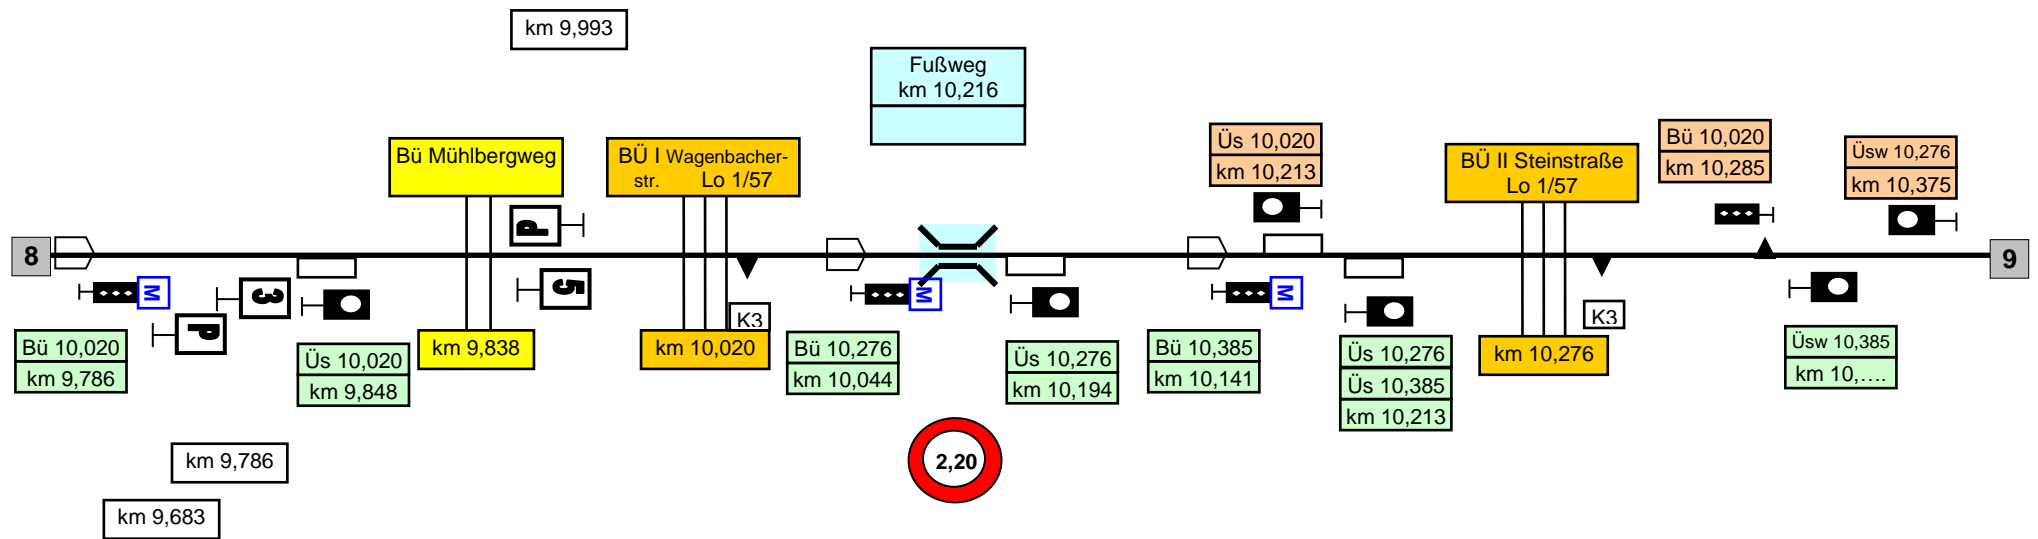 km 9,993
Fußweg
km 10,216
Bü Mühlbergweg
BÜ I Wagenbacher-
str. Lo 1/57
Üs 10,020
km 10,213
BÜ II Steinstraße
Lo 1/57
Bü 10,020
km 10,285
Üsw 10,276
km 10,375
P
8
9
M
3
5
M
M
P
K3
K3
Bü 10,020
km 9,786
Üs 10,020
km 9,848
km 9,838
km 10,020
Bü 10,276
km 10,044
Üs 10,276
km 10,194
Bü 10,385
km 10,141
Üs 10,276
Üs 10,385
km 10,213
km 10,276
Üsw 10,385
km 10,….
2,20
km 9,786
km 9,683